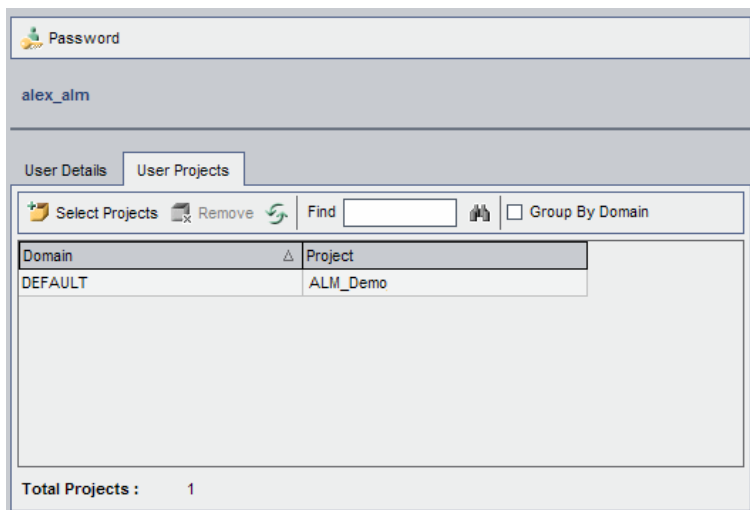 Password
alex_alm
User Details User Projects
Select Projects Remove Find Group By Domain
Domain Project
DEFAULT ALM_Demo
Total Projects : 1